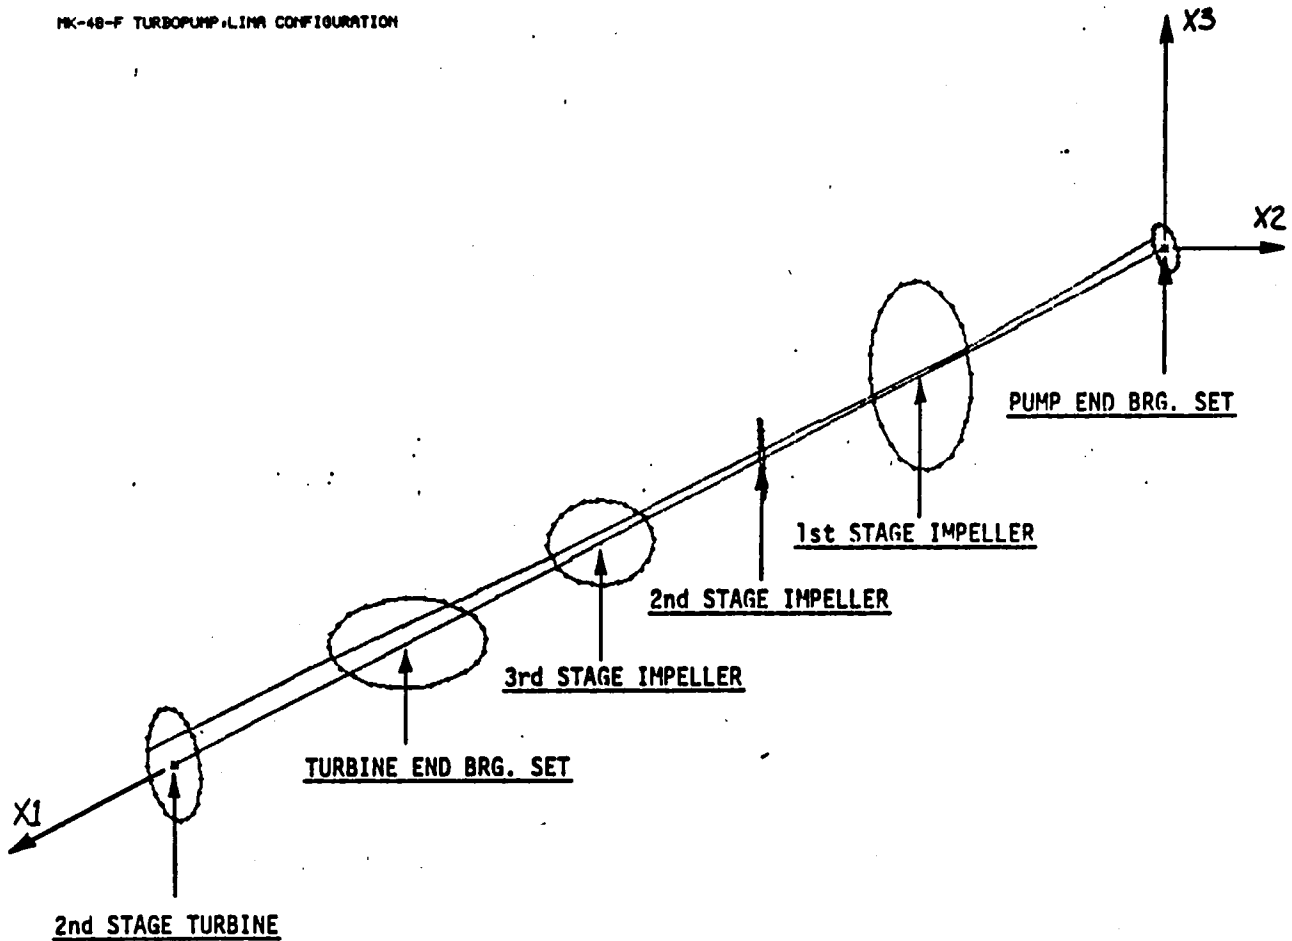 MK-48-F TURBOPUMP,LIMA CONFIGURATION
X3
X2
PUMP END BRG. SET
1st STAGE IMPELLER
2nd STAGE IMPELLER
3rd STAGE IMPELLER
TURBINE END BRG. SET
X1
2nd STAGE TURBINE